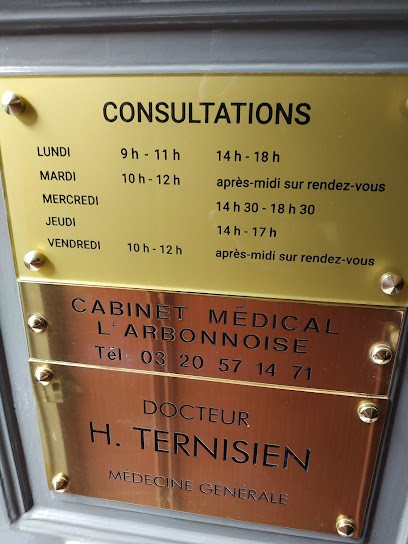 CONSULTATIONS
LUNDI 9 h - 11 h 14 h - 18 h
MARDI 10 h - 12 h après-midi sur rendez-vous
MERCREDI 14 h 30 - 18 h 30
JEUDI 14 h - 17 h
VENDREDI 10 h - 12 h après-midi sur rendez-vous
CABINET MÉDICAL
L'ARBONNOISE
Tél. 03 20 57 14 71
DOCTEUR
H. TERNISIEN
MÉDECINE GÉNÉRALE